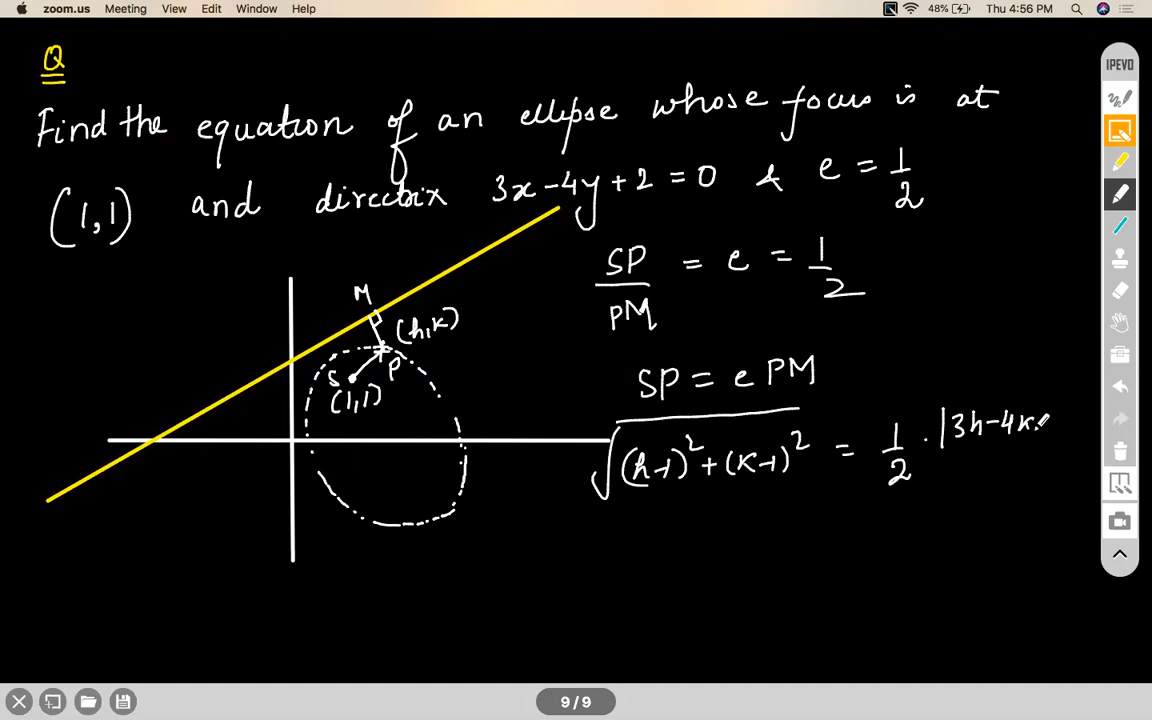 zoom.us Meeting View Edit Window Help 48% Thu 4:56 PM
Q
IPEVO
Find the equation of an ellipse whose focus is at
(1,1) and directrix 3x-4y+2=0 & e=1/2
SP/PM = e = 1/2
M
(h,k)
P
S
(1,1)
SP = e PM
√(h-1)²+(k-1)² = 1/2 . |3h-4k
9 / 9